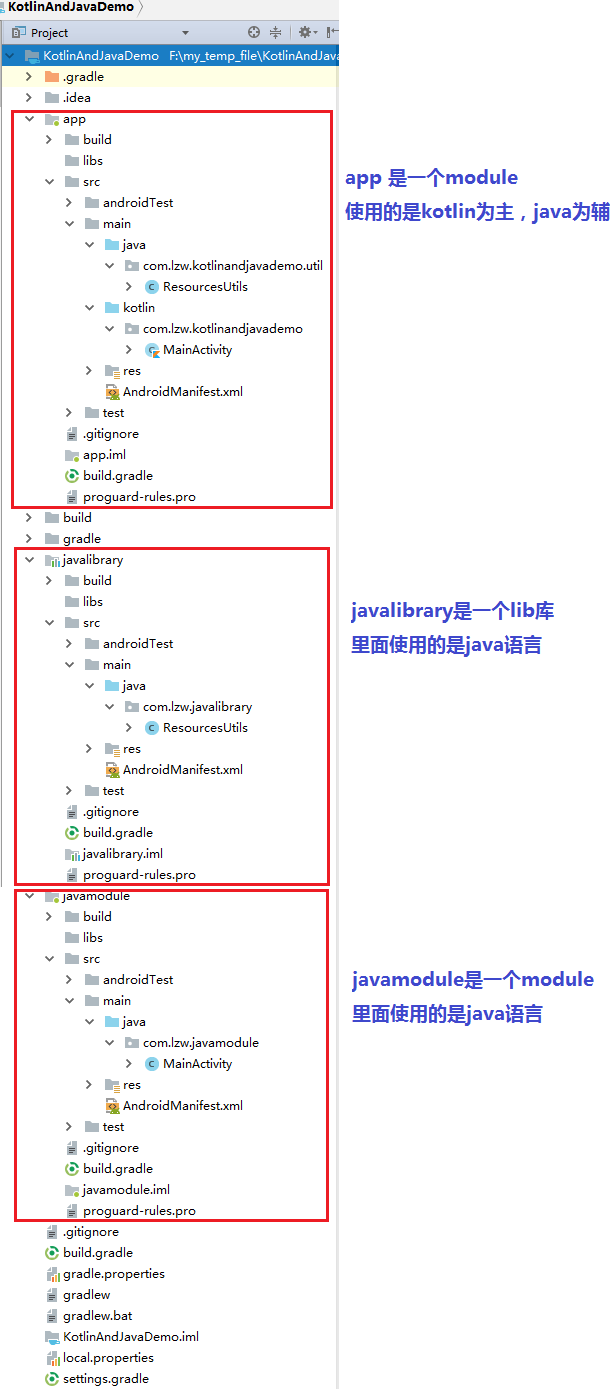 KotlinAndJavaDemo
Project
KotlinAndJavaDemo F:\my_temp_file\KotlinAndJava
.gradle
.idea
app
build
libs
src
androidTest
main
java
com.lzw.kotlinandjavademo.util
ResourcesUtils
kotlin
com.lzw.kotlinandjavademo
MainActivity
res
AndroidManifest.xml
test
.gitignore
app.iml
build.gradle
proguard-rules.pro
app 是一个module
使用的是kotlin为主，java为辅
build
gradle
javalibrary
build
libs
src
androidTest
main
java
com.lzw.javalibrary
ResourcesUtils
res
AndroidManifest.xml
test
.gitignore
build.gradle
javalibrary.iml
proguard-rules.pro
javalibrary是一个lib库
里面使用的是java语言
javamodule
build
libs
src
androidTest
main
java
com.lzw.javamodule
MainActivity
res
AndroidManifest.xml
test
.gitignore
build.gradle
javamodule.iml
proguard-rules.pro
javamodule是一个module
里面使用的是java语言
.gitignore
build.gradle
gradle.properties
gradlew
gradlew.bat
KotlinAndJavaDemo.iml
local.properties
settings.gradle